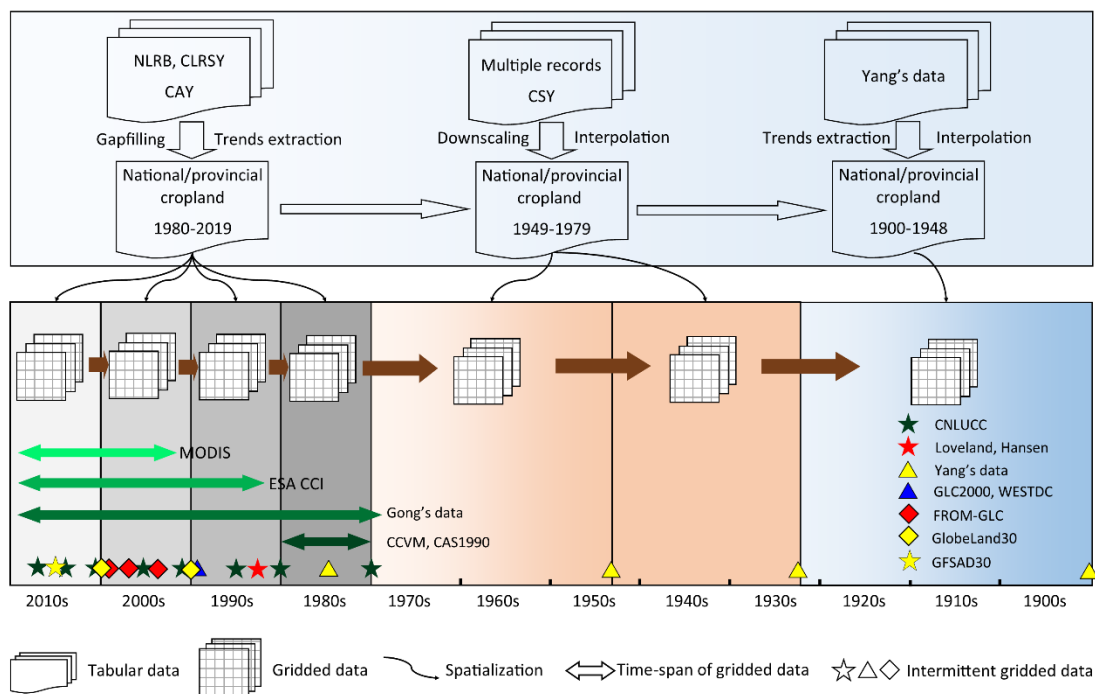 NLRB, CLRSY
CAY
Multiple records
CSY
Yang's data
Gapfilling
Trends extraction
Downscaling
Interpolation
Trends extraction
Interpolation
National/provincial
cropland
1980-2019
National/provincial
cropland
1949-1979
National/provincial
cropland
1900-1948
MODIS
ESA CCI
Gong's data
CCVM, CAS1990
CNLUCC
Loveland, Hansen
Yang's data
GLC2000, WESTDC
FROM-GLC
GlobeLand30
GFSAD30
2010s
2000s
1990s
1980s
1970s
1960s
1950s
1940s
1930s
1920s
1910s
1900s
Tabular data
Gridded data
Spatialization
Time-span of gridded data
Intermittent gridded data